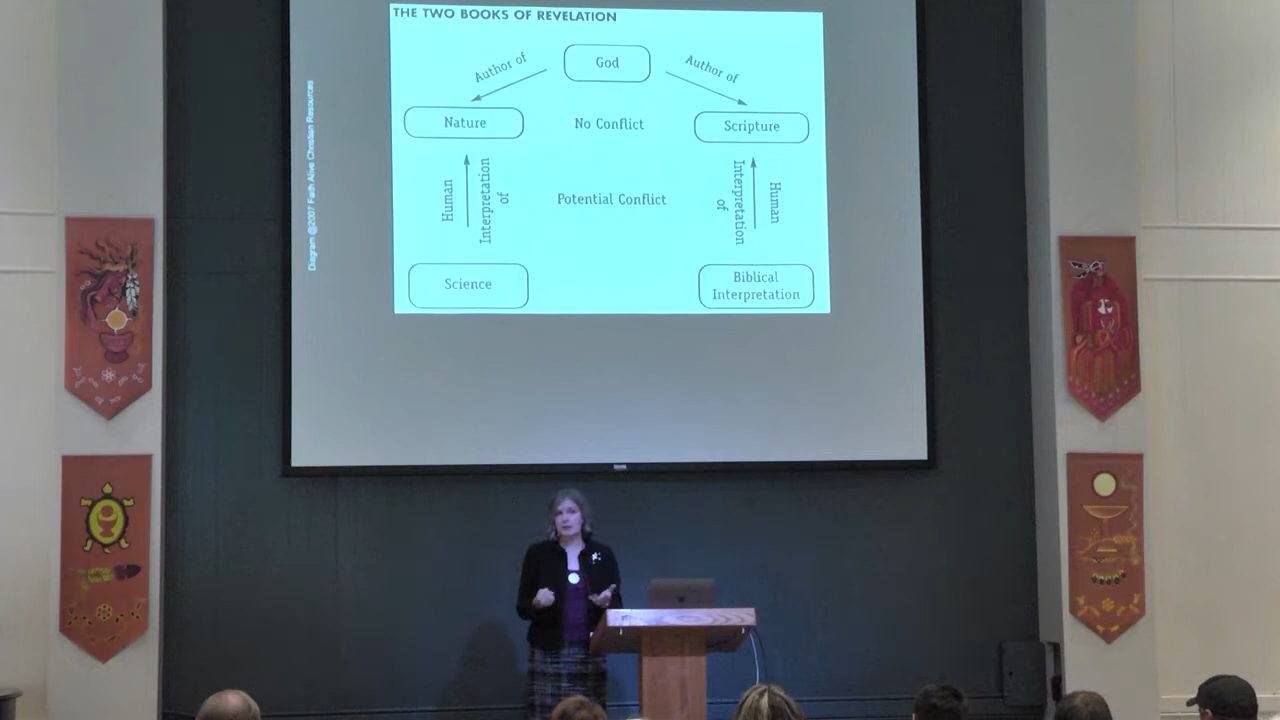 THE TWO BOOKS OF REVELATION
God
Author of
Author of
Nature
No Conflict
Scripture
Human
Interpretation
of
Potential Conflict
Human
Interpretation
of
Science
Biblical
Interpretation
Diagram @2007 Faith Alive Christian Resources